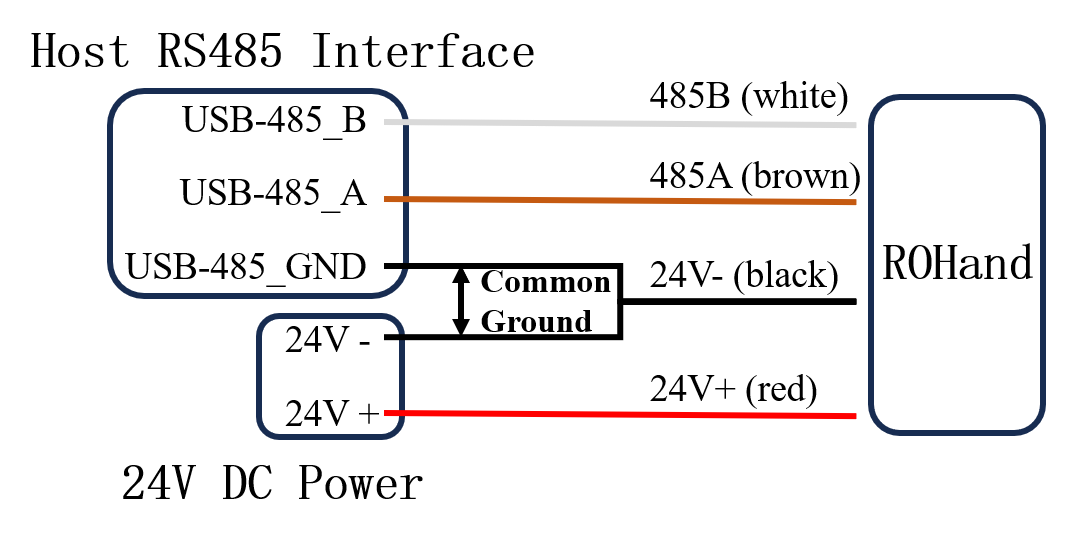 Host RS485 Interface
USB-485_B
485B (white)
USB-485_A
485A (brown)
USB-485_GND
Common
Ground
24V- (black)
ROHand
24V -
24V +
24V+ (red)
24V DC Power